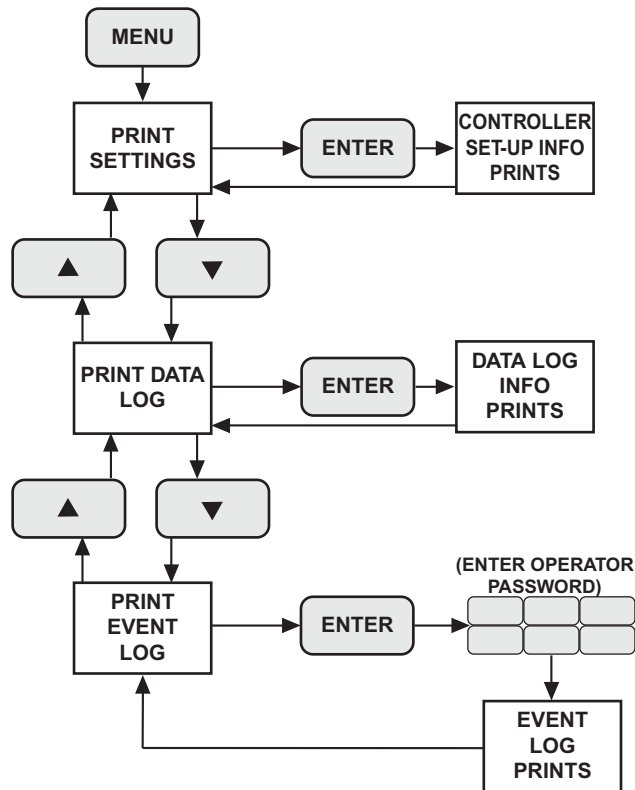 MENU
PRINT
SETTINGS
ENTER
CONTROLLER
SET-UP INFO
PRINTS
▲
▼
PRINT DATA
LOG
ENTER
DATA LOG
INFO
PRINTS
▲
▼
PRINT
EVENT
LOG
ENTER
(ENTER OPERATOR
PASSWORD)
EVENT
LOG
PRINTS